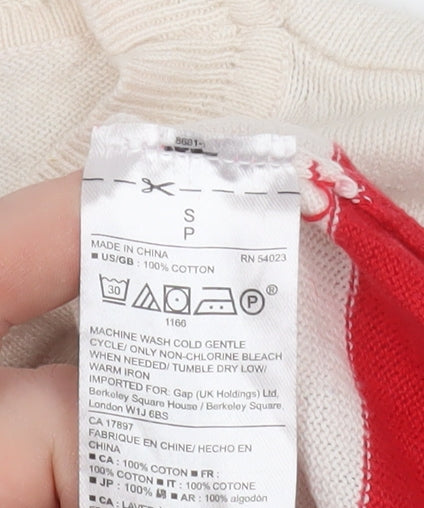 S
P
MADE IN CHINA RN 54023
■ US/GB : 100% COTTON
30 P ®
1166
MACHINE WASH COLD GENTLE
CYCLE/ ONLY NON-CHLORINE BLEACH
WHEN NEEDED/ TUMBLE DRY LOW/
WARM IRON
IMPORTED FOR: Gap (UK Holdings) Ltd,
Berkeley Square House / Berkeley Square,
London W1J 6BS
CA 17897
FABRIQUE EN CHINE/ HECHO EN
CHINA
■ CA : 100% COTON ■ FR :
100% COTON ■ IT : 100% COTONE
■ JP : 100% 綿 ■ AR : 100% algodón
■ CA : LAVER